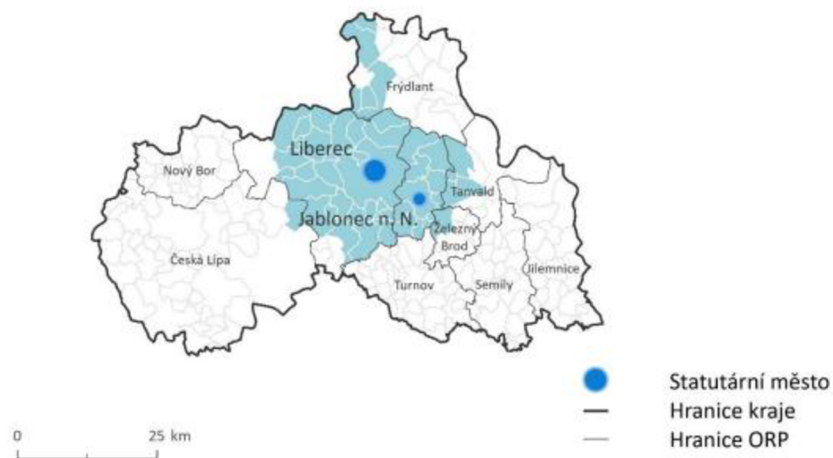 Frýdlant
Liberec
Nový Bor
Tanvald
Jablonec n. N.
Železný
Brod
Česká Lípa
Jilemnice
Turnov
Semily
Statutární město
Hranice kraje
0 25 km
Hranice ORP